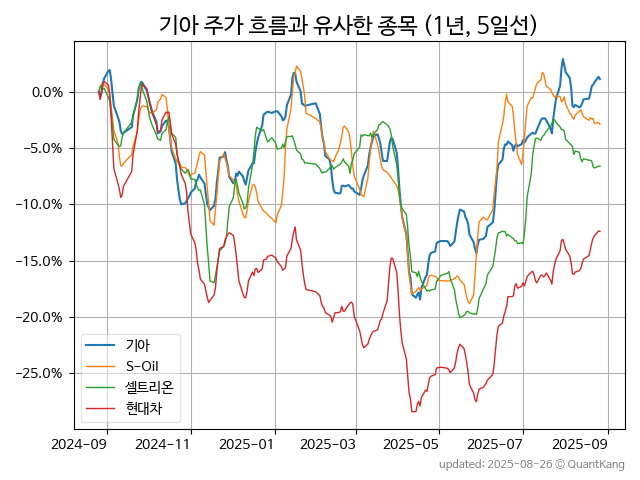 기아 주가 흐름과 유사한 종목 (1년, 5일선)
0.0%
−5.0%
−10.0%
−15.0%
−20.0%
−25.0%
기아
S-Oil
셀트리온
현대차
2024-09
2024-11
2025-01
2025-03
2025-05
2025-07
2025-09
updated: 2025-08-26 © QuantKang